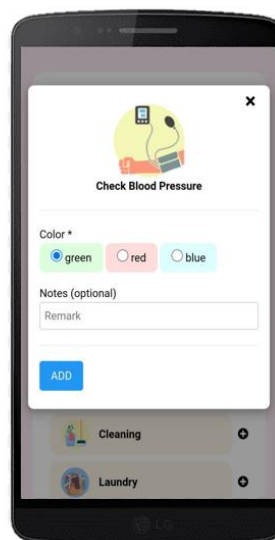 Check Blood Pressure
Color *
green red blue
Notes (optional)
Remark
ADD
Cleaning
Laundry
LG